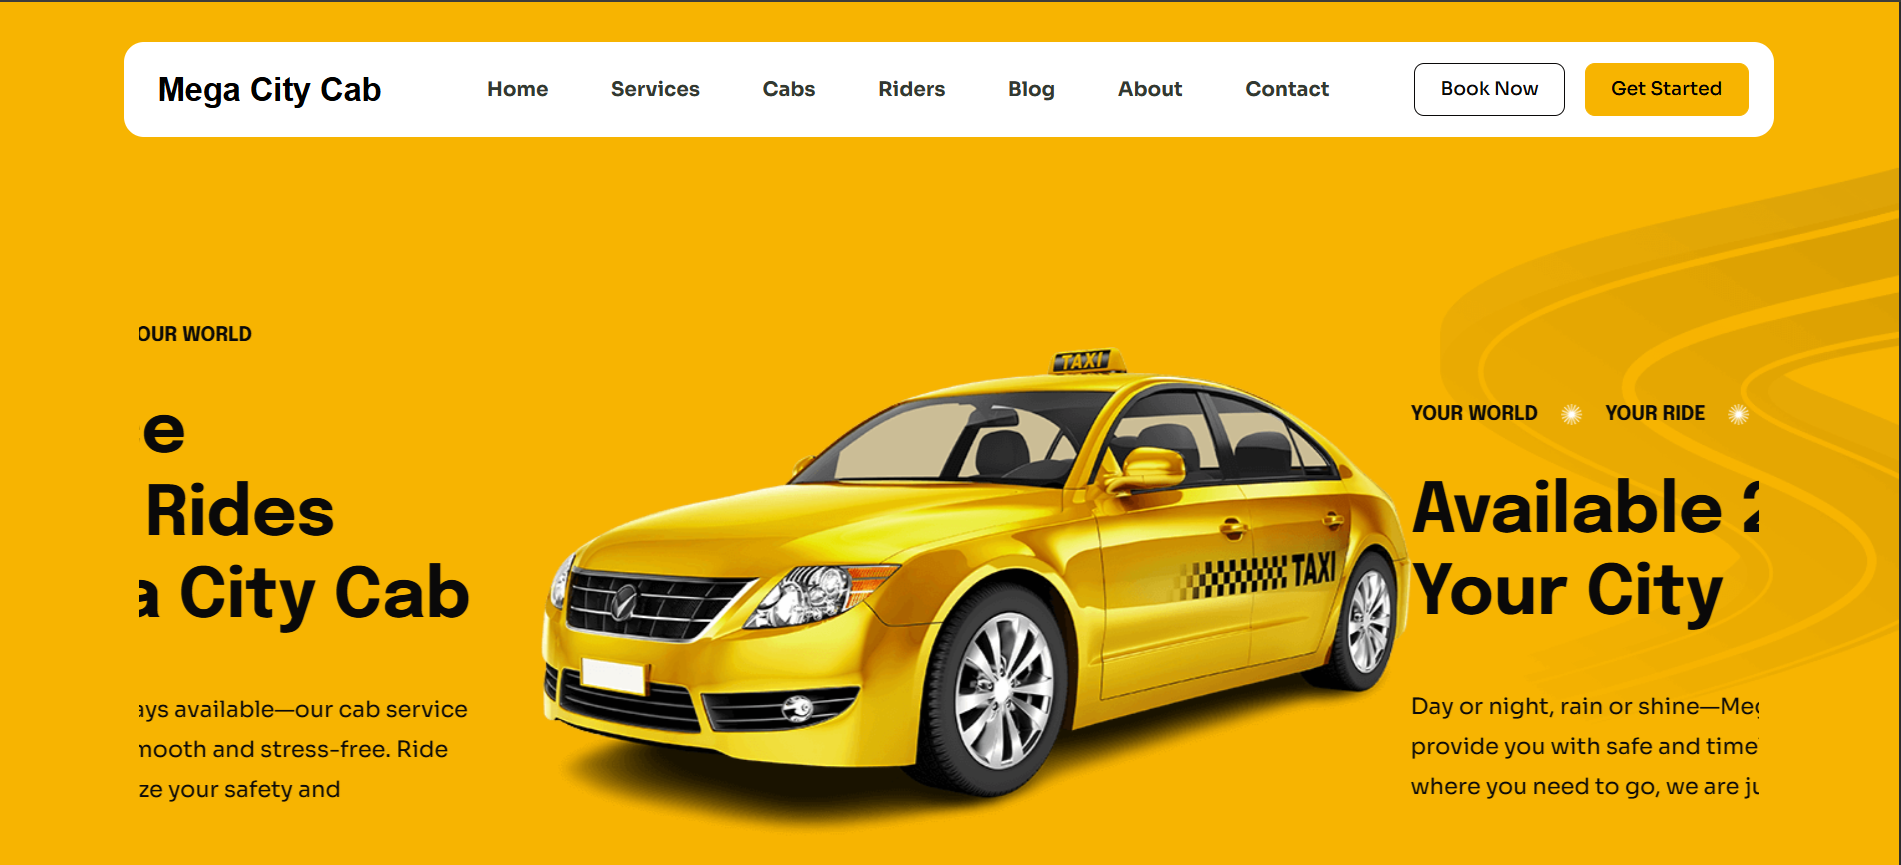 Mega City Cab
Home Services Cabs Riders Blog About Contact
Book Now Get Started
OUR WORLD
e
Rides
a City Cab
ays available—our cab service
mooth and stress-free. Ride
ze your safety and
TAXI
TAXI
YOUR WORLD YOUR RIDE
Available 2
Your City
Day or night, rain or shine—Meg
provide you with safe and time
where you need to go, we are ju